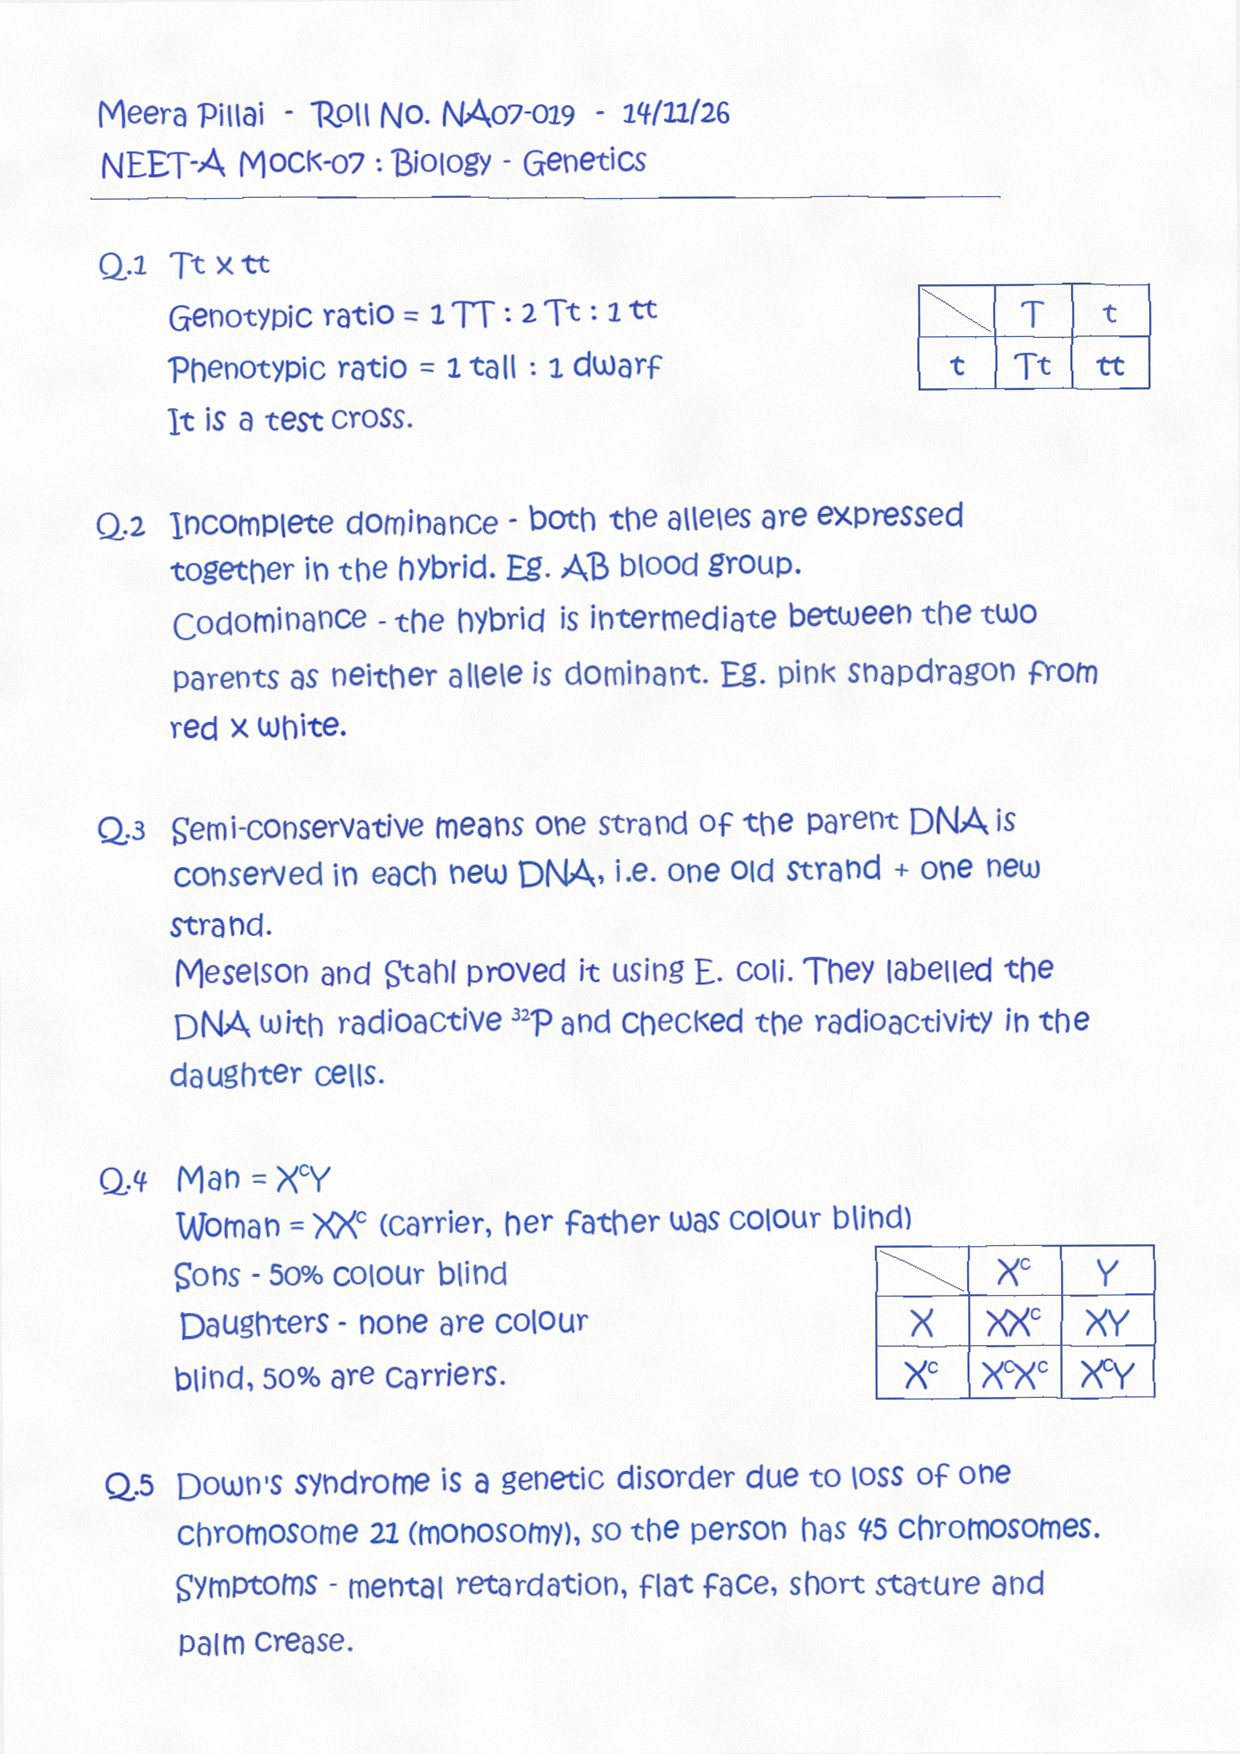 Meera Pillai - Roll No. NA07-019 - 14/11/26
NEET-A Mock-07 : Biology - Genetics
Q.1 Tt x tt
Genotypic ratio = 1 TT : 2 Tt : 1 tt
Phenotypic ratio = 1 tall : 1 dwarf
It is a test cross.
T t
t Tt tt
Q.2 Incomplete dominance - both the alleles are expressed
together in the hybrid. Eg. AB blood group.
Codominance - the hybrid is intermediate between the two
parents as neither allele is dominant. Eg. pink snapdragon from
red x white.
Q.3 Semi-conservative means one strand of the parent DNA is
conserved in each new DNA, i.e. one old strand + one new
strand.
Meselson and Stahl proved it using E. coli. They labelled the
DNA with radioactive ³²P and checked the radioactivity in the
daughter cells.
Q.4 Man = XᶜY
Woman = XXᶜ (carrier, her father was colour blind)
Sons - 50% colour blind
Daughters - none are colour
blind, 50% are carriers.
Xᶜ Y
X XXᶜ XY
Xᶜ XᶜXᶜ XᶜY
Q.5 Down's syndrome is a genetic disorder due to loss of one
chromosome 21 (monosomy), so the person has 45 chromosomes.
Symptoms - mental retardation, flat face, short stature and
palm crease.